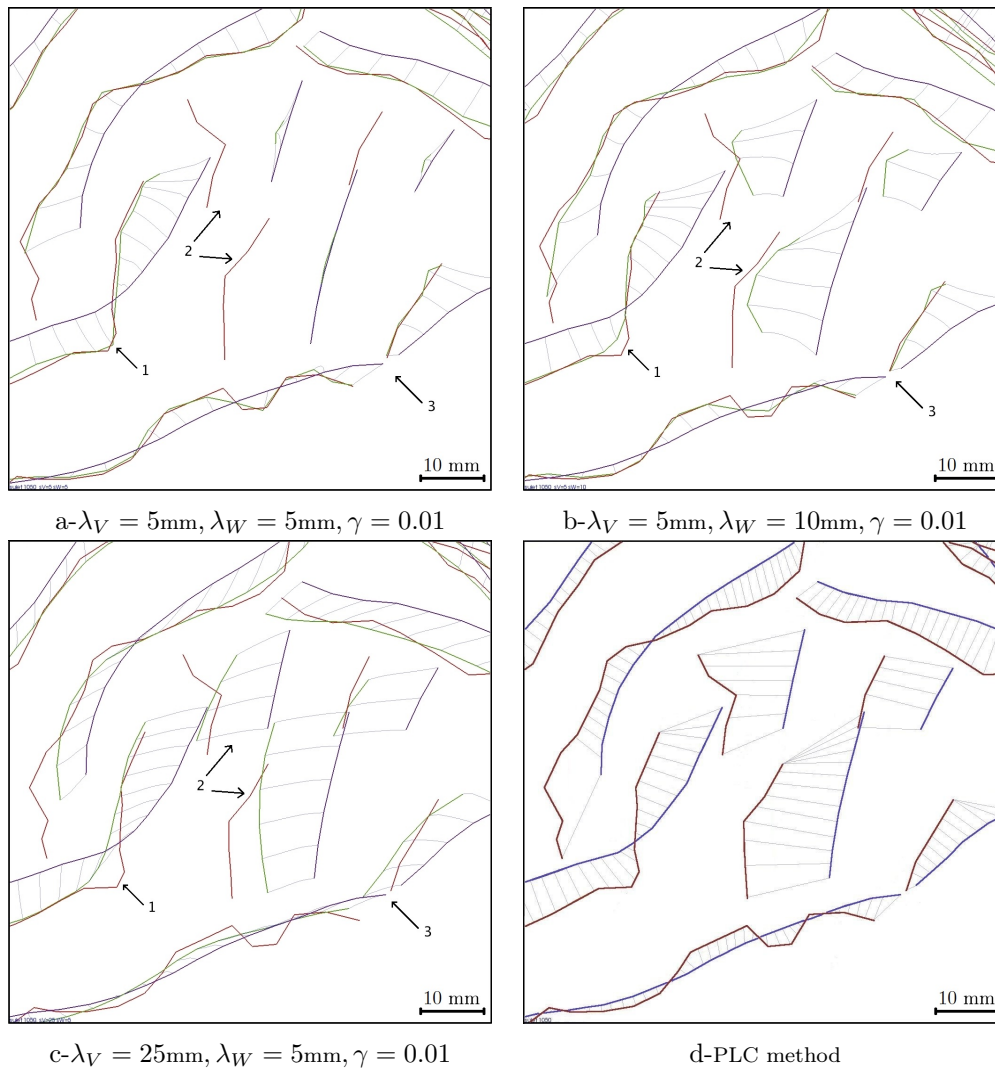 2
1
3
10 mm
a-λ_V = 5mm, λ_W = 5mm, γ = 0.01
2
1
3
10 mm
b-λ_V = 5mm, λ_W = 10mm, γ = 0.01
2
1
3
10 mm
c-λ_V = 25mm, λ_W = 5mm, γ = 0.01
10 mm
d-PLC method